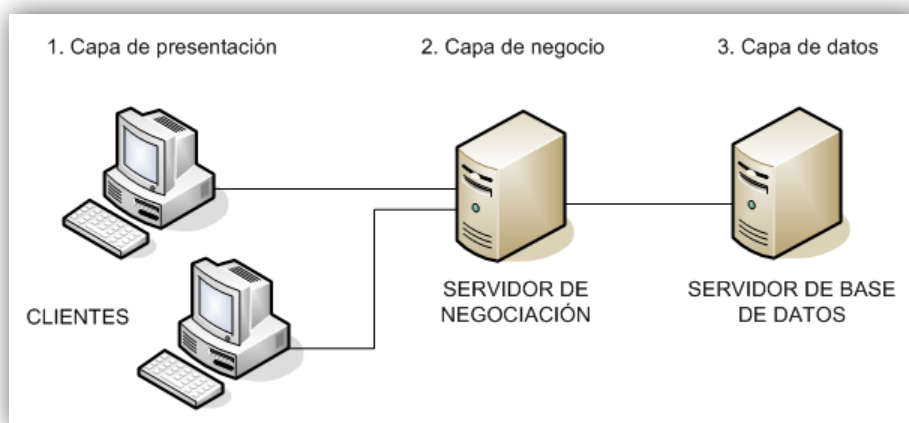 1. Capa de presentación
2. Capa de negocio
3. Capa de datos
CLIENTES
SERVIDOR DE
NEGOCIACIÓN
SERVIDOR DE BASE
DE DATOS